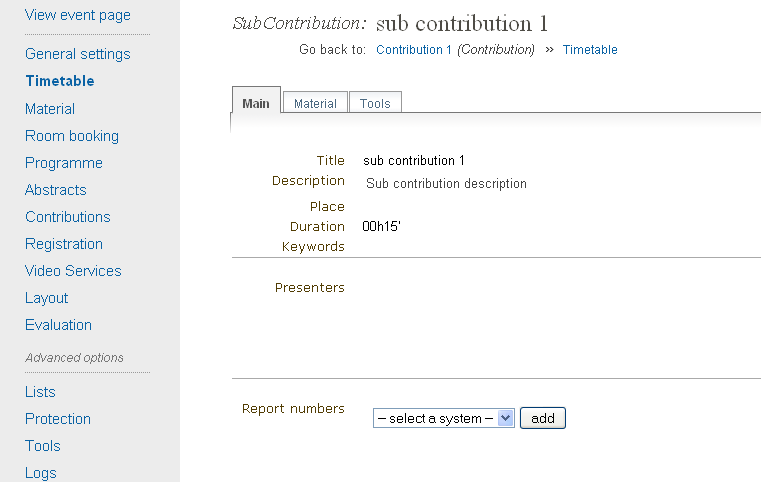 View event page
General settings
Timetable
Material
Room booking
Programme
Abstracts
Contributions
Registration
Video Services
Layout
Evaluation
Advanced options
Lists
Protection
Tools
Logs
SubContribution: sub contribution 1
Go back to: Contribution 1 (Contribution) » Timetable
Main Material Tools
Title sub contribution 1
Description Sub contribution description
Place
Duration 00h15'
Keywords
Presenters
Report numbers -- select a system -- add